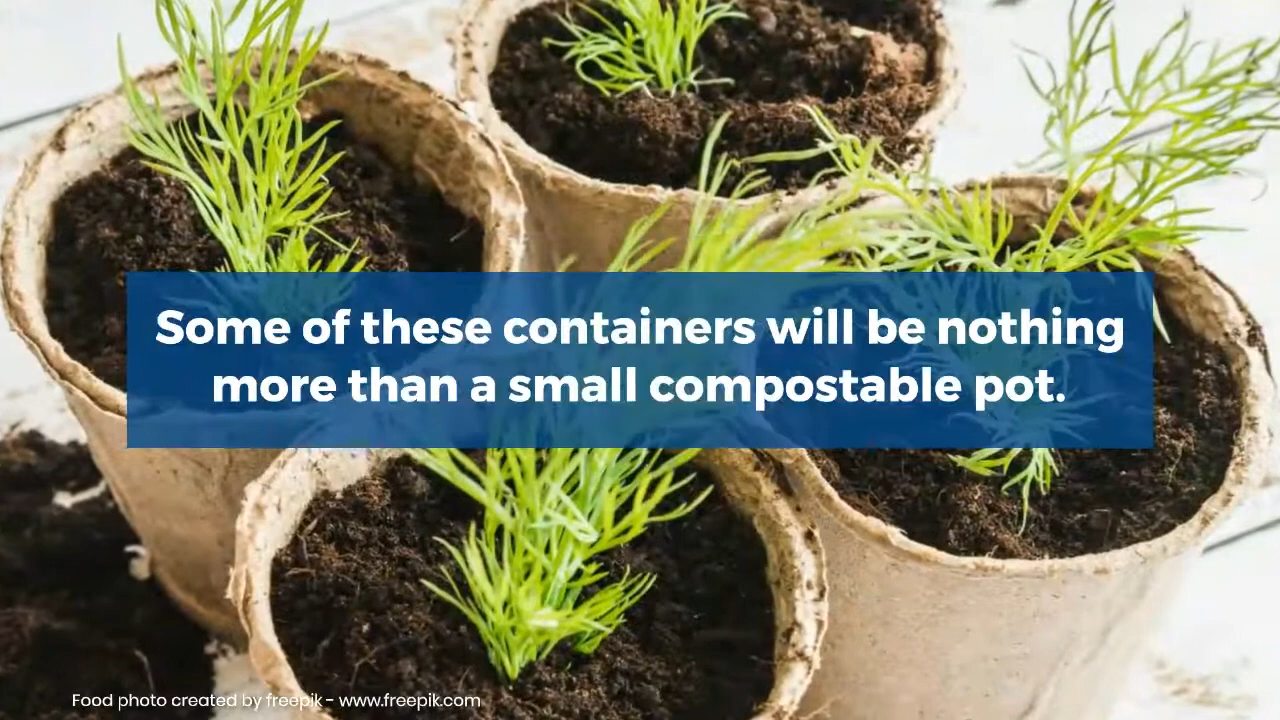 Some of these containers will be nothing
more than a small compostable pot.
Food photo created by freepik - www.freepik.com